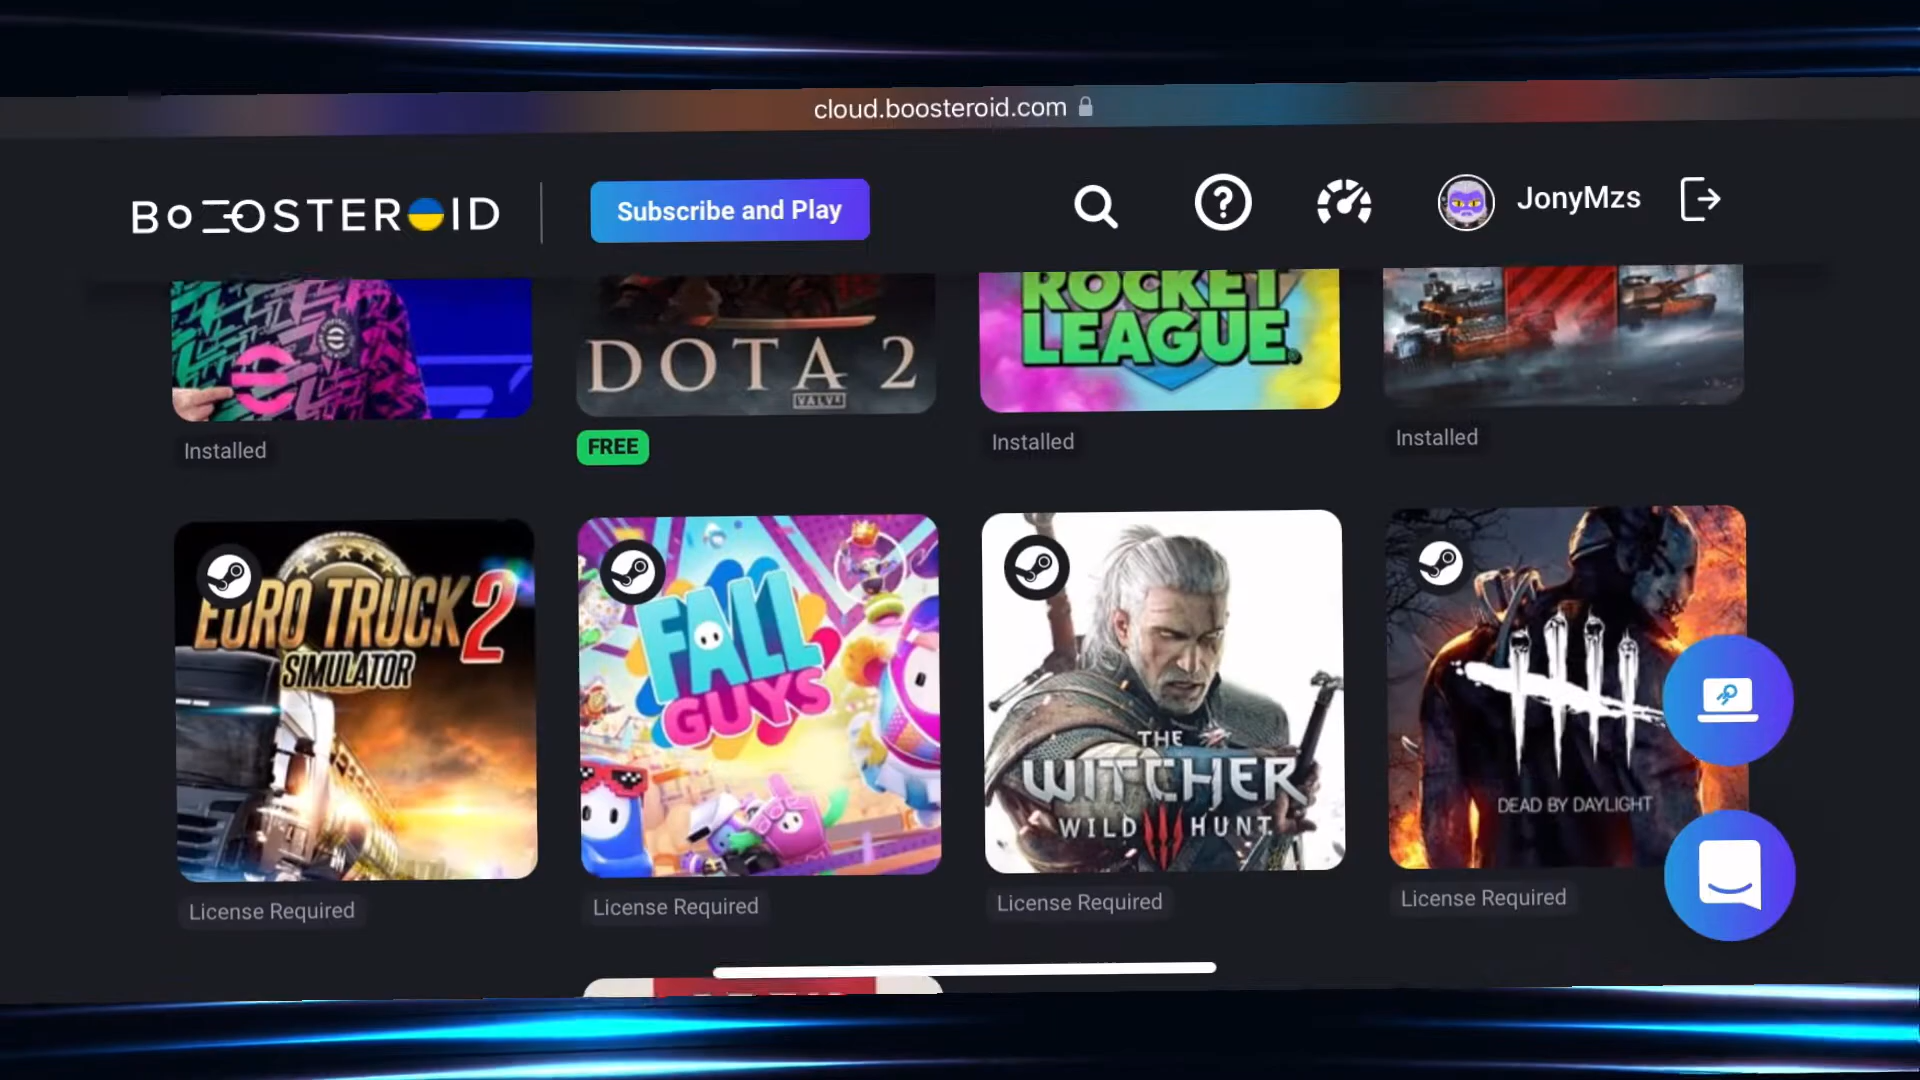 cloud.boosteroid.com
BOOSTEROID
Subscribe and Play
JonyMzs
DOTA 2
VALVE
ROCKET
LEAGUE
Installed
FREE
Installed
Installed
EURO TRUCK 2
SIMULATOR
FALL
GUYS
THE
WITCHER
WILD III HUNT
DEAD BY DAYLIGHT
License Required
License Required
License Required
License Required